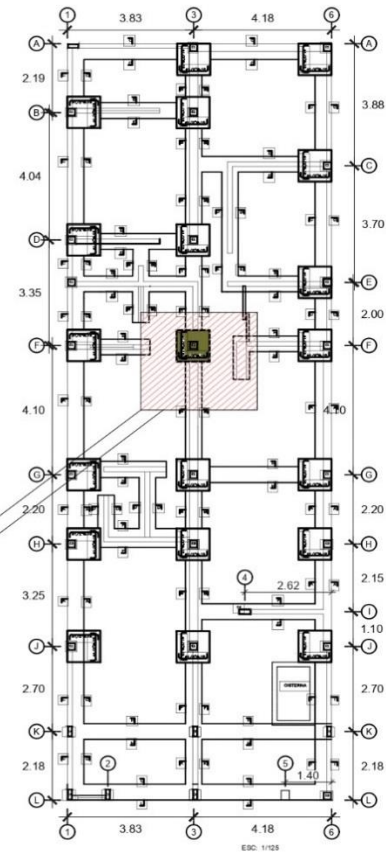 1 3 6
3.83 4.18
A A
2.19 3.88
B
C
4.04 3.70
D
E
3.35 2.00
F F
4.10 4.10
G G
2.20 2.20
H H
4 2.62 2.15
3.25
I
1.10
J J
CISTERNA
2.70 2.70
K K
2 5 1.40
2.18 2.18
L L
3.83 4.18
1 3 6
ESC: 1/125